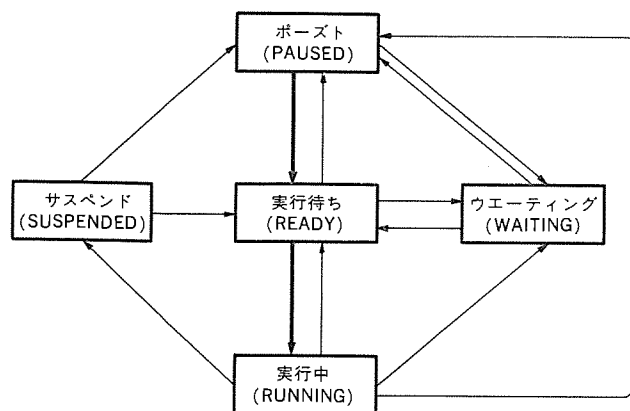 ポーズト
(PAUSED)
サスペンド
(SUSPENDED)
実行待ち
(READY)
ウエーティング
(WAITING)
実行中
(RUNNING)